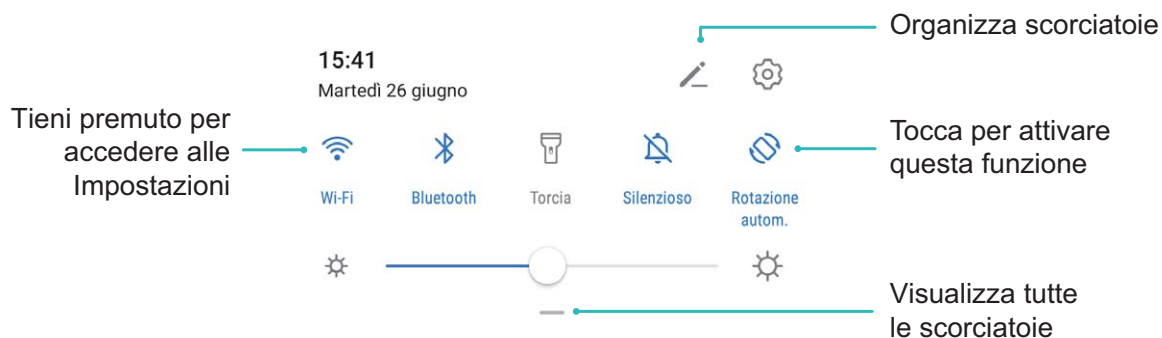 Organizza scorciatoie
15:41
Martedì 26 giugno
Tieni premuto per
accedere alle
Impostazioni
Tocca per attivare
questa funzione
Wi-Fi
Bluetooth
Torcia
Silenzioso
Rotazione
autom.
Visualizza tutte
le scorciatoie